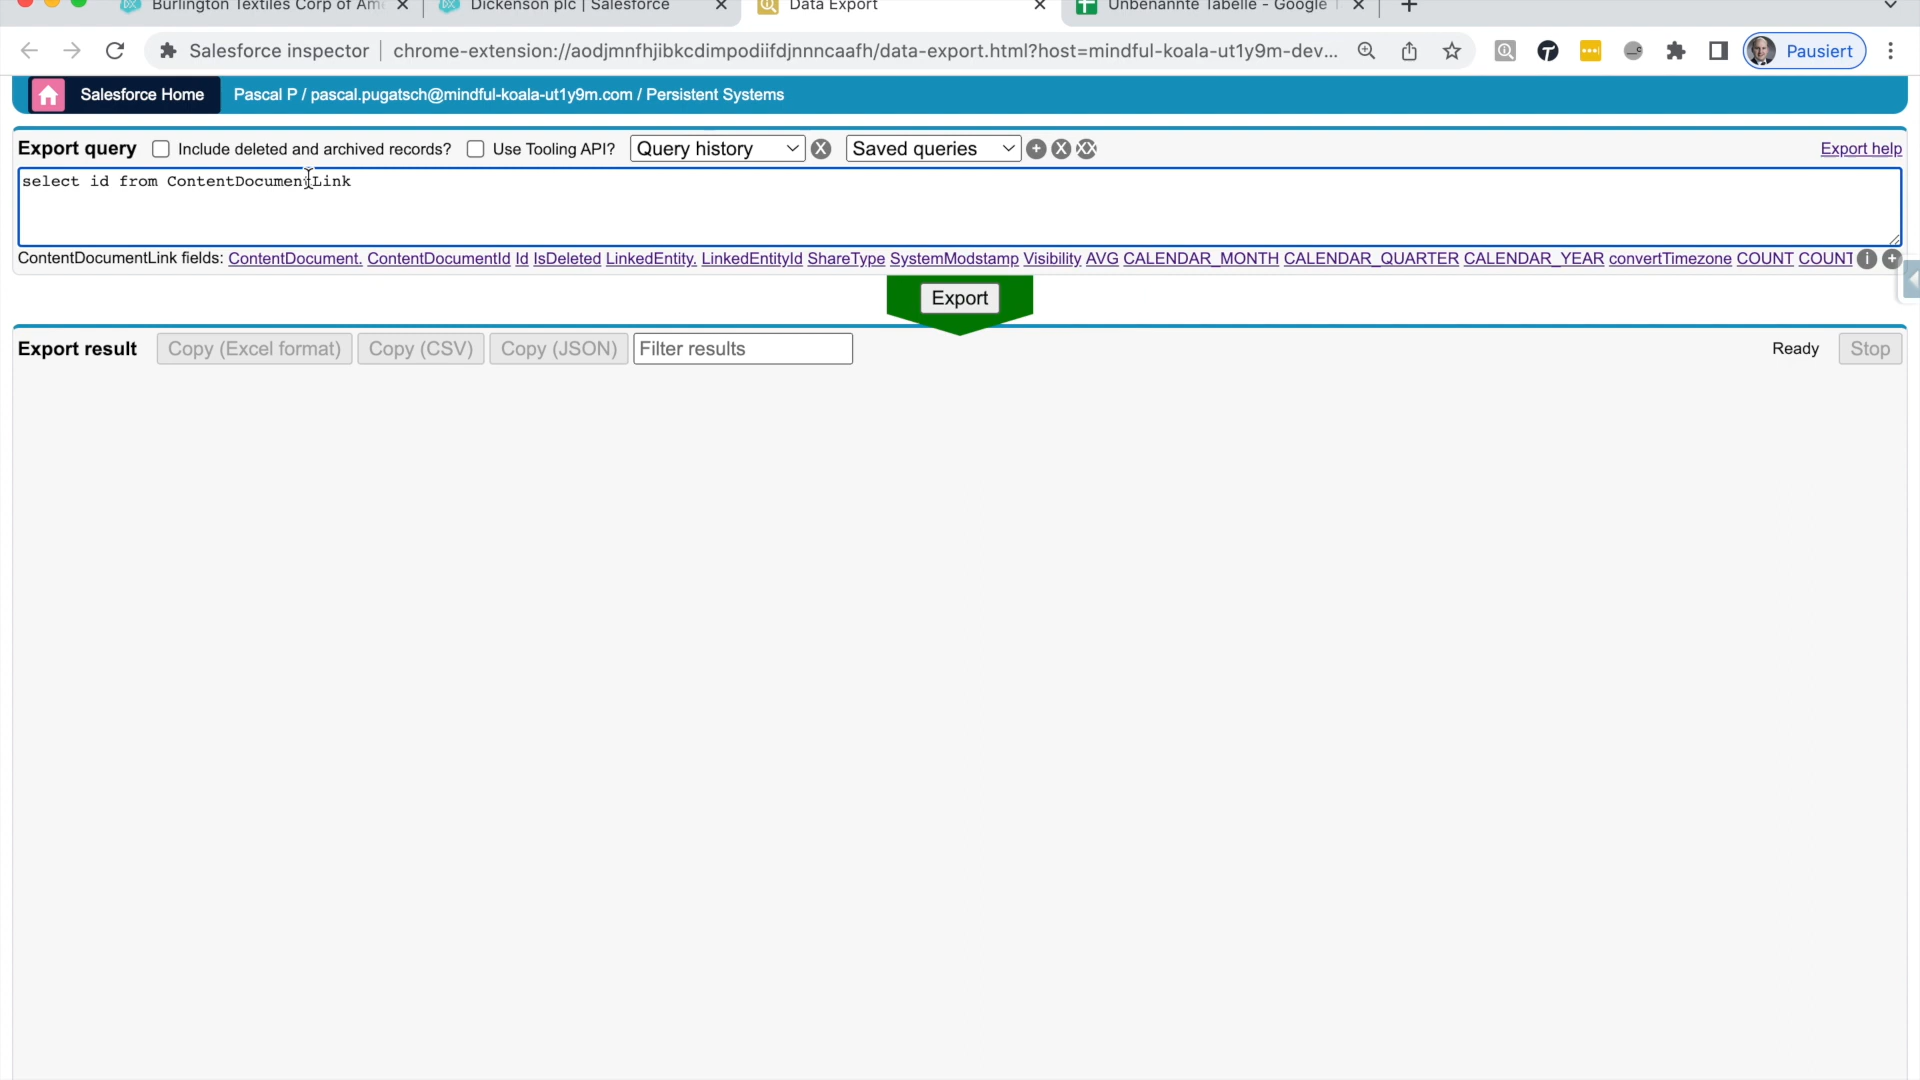 Burlington Textiles Corp of Am
Dickenson plc | Salesforce
Data Export
Unbenannte Tabelle - Google
Salesforce inspector
chrome-extension://aodjmnfhjibkcdimpodiifdjnnncaafh/data-export.html?host=mindful-koala-ut1y9m-dev...
Pausiert
Salesforce Home
Pascal P / pascal.pugatsch@mindful-koala-ut1y9m.com / Persistent Systems
Export query
Include deleted and archived records?
Use Tooling API?
Query history
X
Saved queries
+
X
XX
Export help
select id from ContentDocumentLink
ContentDocumentLink fields: ContentDocument. ContentDocumentId Id IsDeleted LinkedEntity. LinkedEntityId ShareType SystemModstamp Visibility AVG CALENDAR_MONTH CALENDAR_QUARTER CALENDAR_YEAR convertTimezone COUNT COUNT
i
+
Export
Export result
Copy (Excel format)
Copy (CSV)
Copy (JSON)
Filter results
Ready
Stop